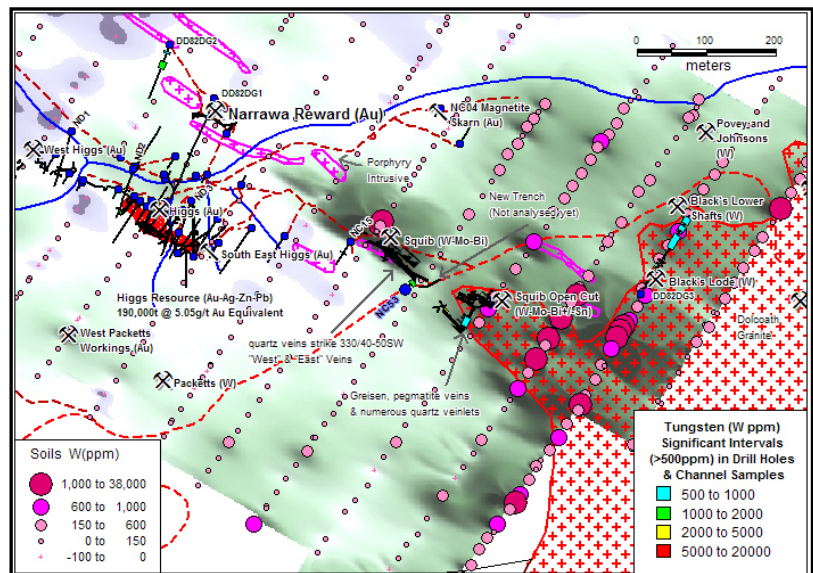 DD82DG2
0 100 200
meters
DD82DG1
Narrawa Reward (Au)
NC04 Magnetite
Skarn (Au)
Povey and
Johnsons
(W)
ND1
ND2
West Higgs (Au)
Porphyry
Intrusive
New Trench
(Not analysed yet)
Black's Lower
Shafts (W)
ND3
Higgs (Au)
NC15
Squib (W-Mo-Bi)
South East Higgs (Au)
Black's Lode (W)
DD82DG3
Higgs Resource (Au-Ag-Zn-Pb)
190,000t @ 5.05g/t Au Equivalent
NC53
Squib Open Cut
(W-Mo-Bi+/-Sn)
Dolcoath
Granite
West Packetts
Workings (Au)
quartz veins strike 330/40-50SW
"West" & "East" Veins
Packetts (W)
Greisen, pegmatite veins
& numerous quartz veinlets
Soils W(ppm)
1,000 to 38,000
600 to 1,000
150 to 600
0 to 150
-100 to 0
Tungsten (W ppm)
Significant Intervals
(>500ppm) in Drill Holes
& Channel Samples
500 to 1000
1000 to 2000
2000 to 5000
5000 to 20000